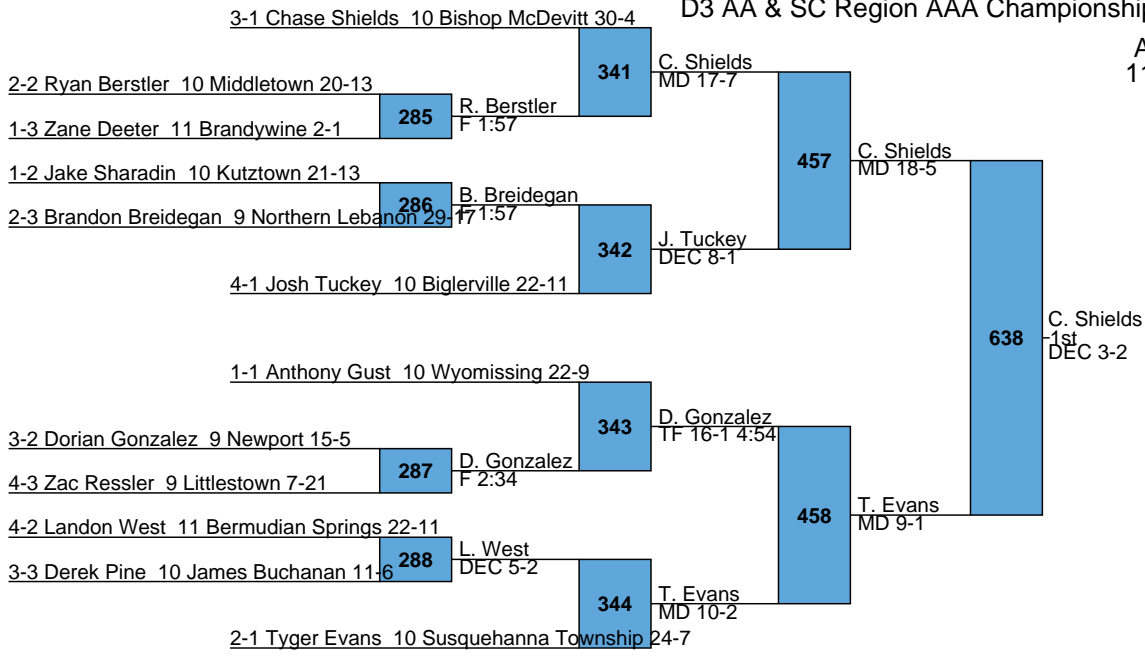 D3 AA & SC Region AAA Championship
A
11
3-1 Chase Shields 10 Bishop McDevitt 30-4
341
C. Shields
MD 17-7
2-2 Ryan Berstler 10 Middletown 20-13
285
R. Berstler
F 1:57
1-3 Zane Deeter 11 Brandywine 2-1
457
C. Shields
MD 18-5
1-2 Jake Sharadin 10 Kutztown 21-13
286
B. Breidegan
F 1:57
2-3 Brandon Breidegan 9 Northern Lebanon 29-17
342
J. Tuckey
DEC 8-1
4-1 Josh Tuckey 10 Biglerville 22-11
638
C. Shields
1st
DEC 3-2
1-1 Anthony Gust 10 Wyomissing 22-9
343
D. Gonzalez
TF 16-1 4:54
3-2 Dorian Gonzalez 9 Newport 15-5
287
D. Gonzalez
F 2:34
4-3 Zac Ressler 9 Littlestown 7-21
458
T. Evans
MD 9-1
4-2 Landon West 11 Bermudian Springs 22-11
288
L. West
DEC 5-2
3-3 Derek Pine 10 James Buchanan 11-6
344
T. Evans
MD 10-2
2-1 Tyger Evans 10 Susquehanna Township 24-7